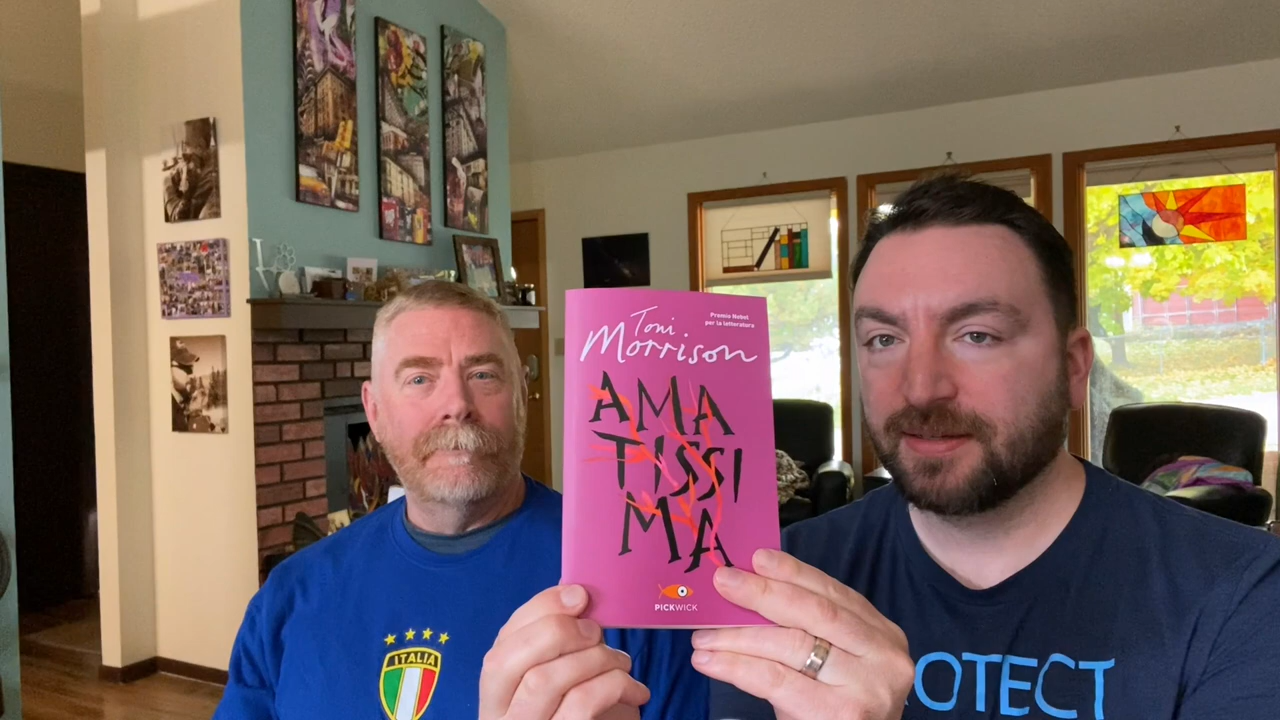 Toni
Morrison
Premio Nobel
per la letteratura
AMA
TISSI
MA
PICKWICK
ITALIA
OTECT